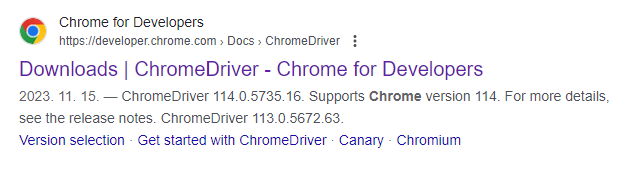 Chrome for Developers
https://developer.chrome.com › Docs › ChromeDriver
Downloads | ChromeDriver - Chrome for Developers
2023. 11. 15. — ChromeDriver 114.0.5735.16. Supports Chrome version 114. For more details,
see the release notes. ChromeDriver 113.0.5672.63.
Version selection · Get started with ChromeDriver · Canary · Chromium